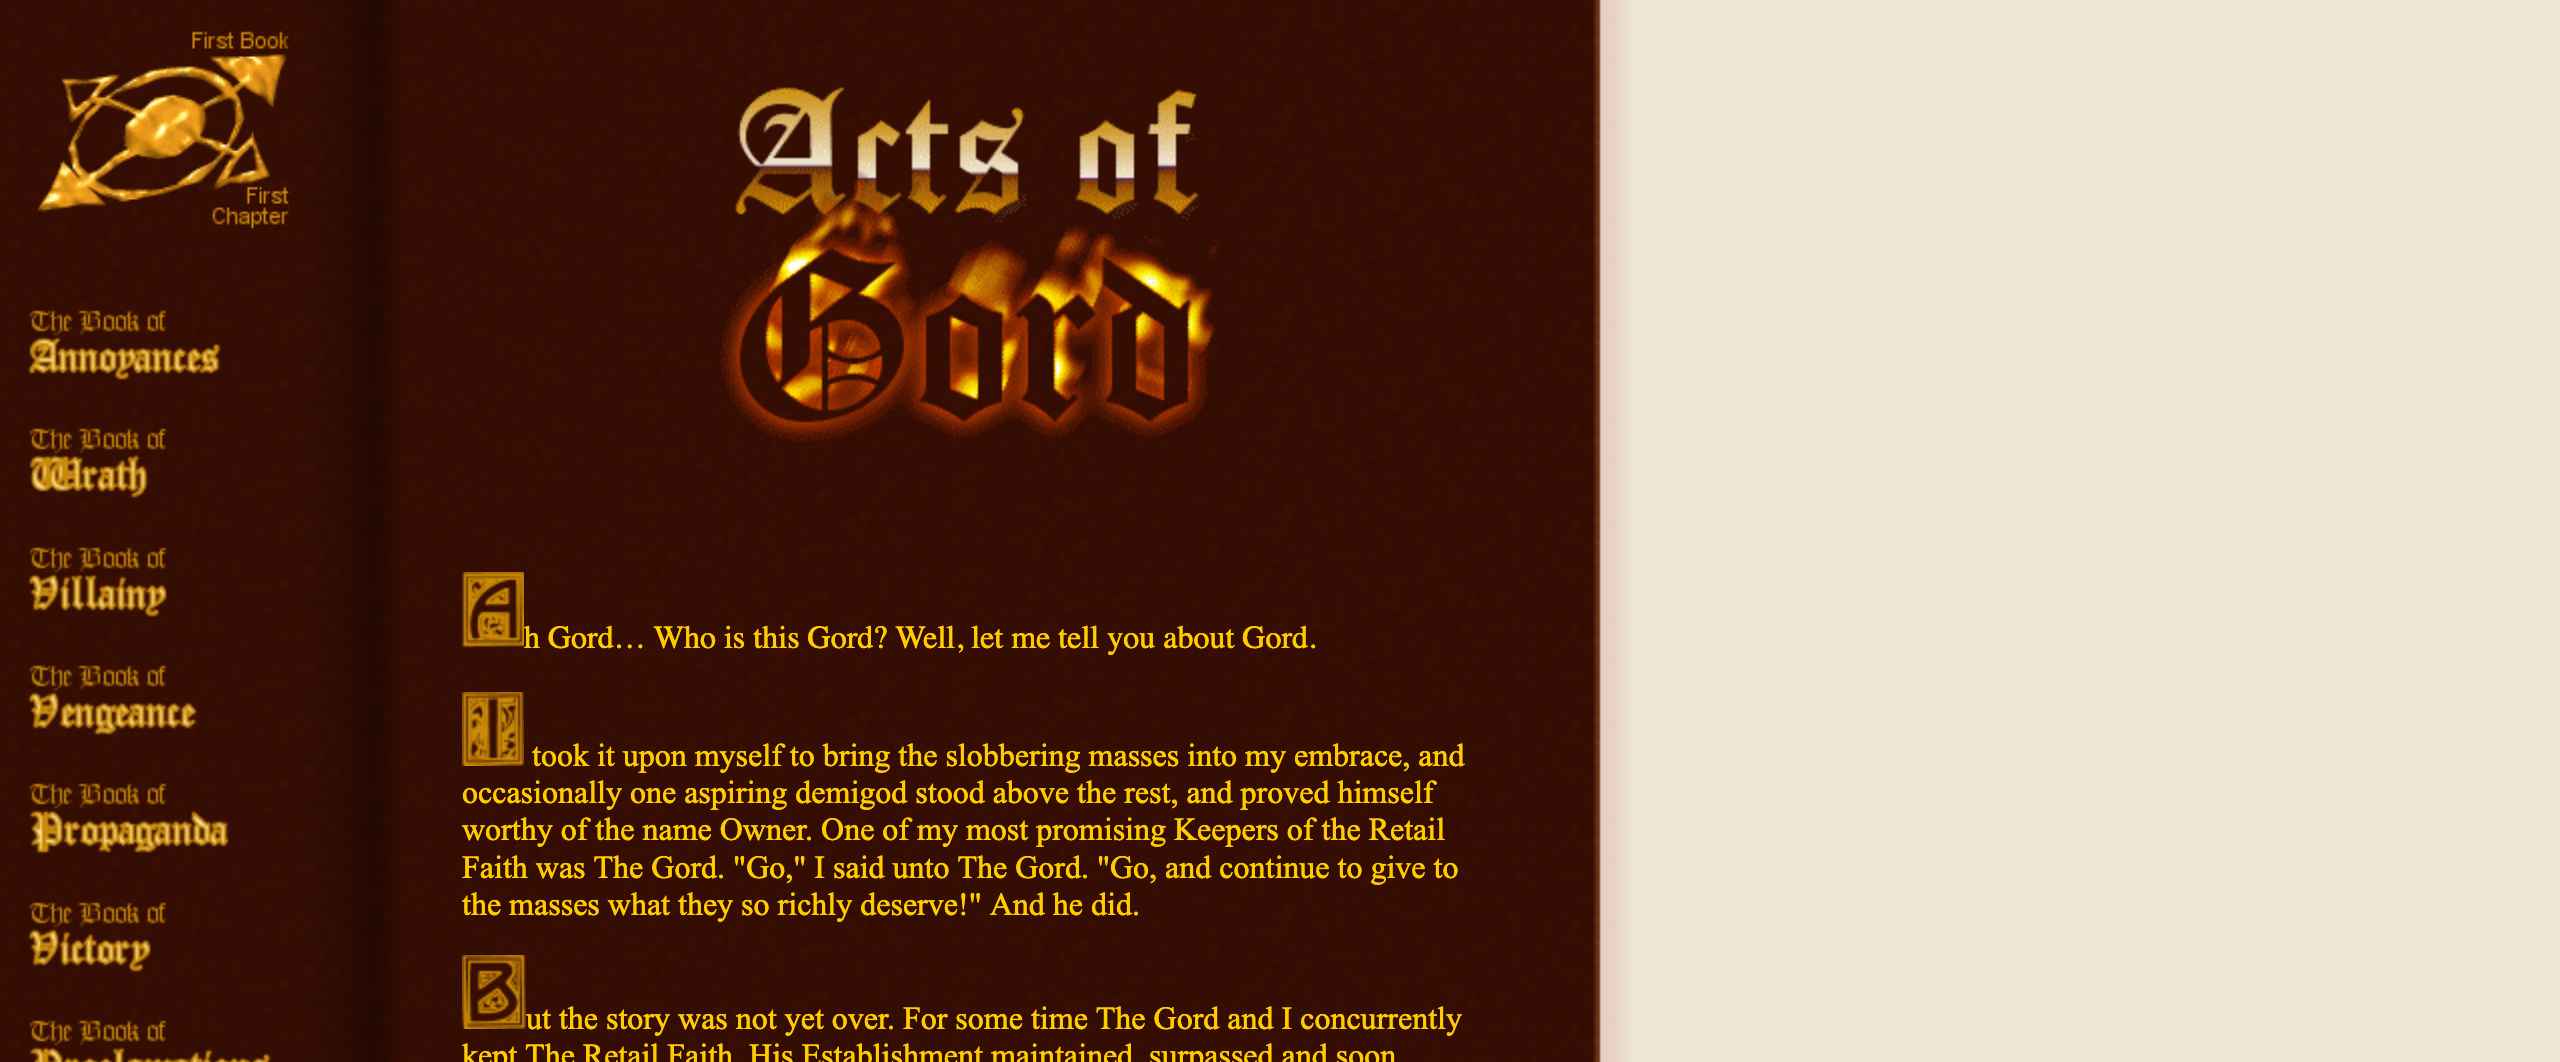 First Book
First
Chapter
The Book of
Annoyances
The Book of
Wrath
The Book of
Villainy
The Book of
Vengeance
The Book of
Propaganda
The Book of
Victory
The Book of
Proclamations
Acts of
Gord
Ah Gord… Who is this Gord? Well, let me tell you about Gord.
I took it upon myself to bring the slobbering masses into my embrace, and
occasionally one aspiring demigod stood above the rest, and proved himself
worthy of the name Owner. One of my most promising Keepers of the Retail
Faith was The Gord. "Go," I said unto The Gord. "Go, and continue to give to
the masses what they so richly deserve!" And he did.
But the story was not yet over. For some time The Gord and I concurrently
kept The Retail Faith. His Establishment maintained, surpassed and soon